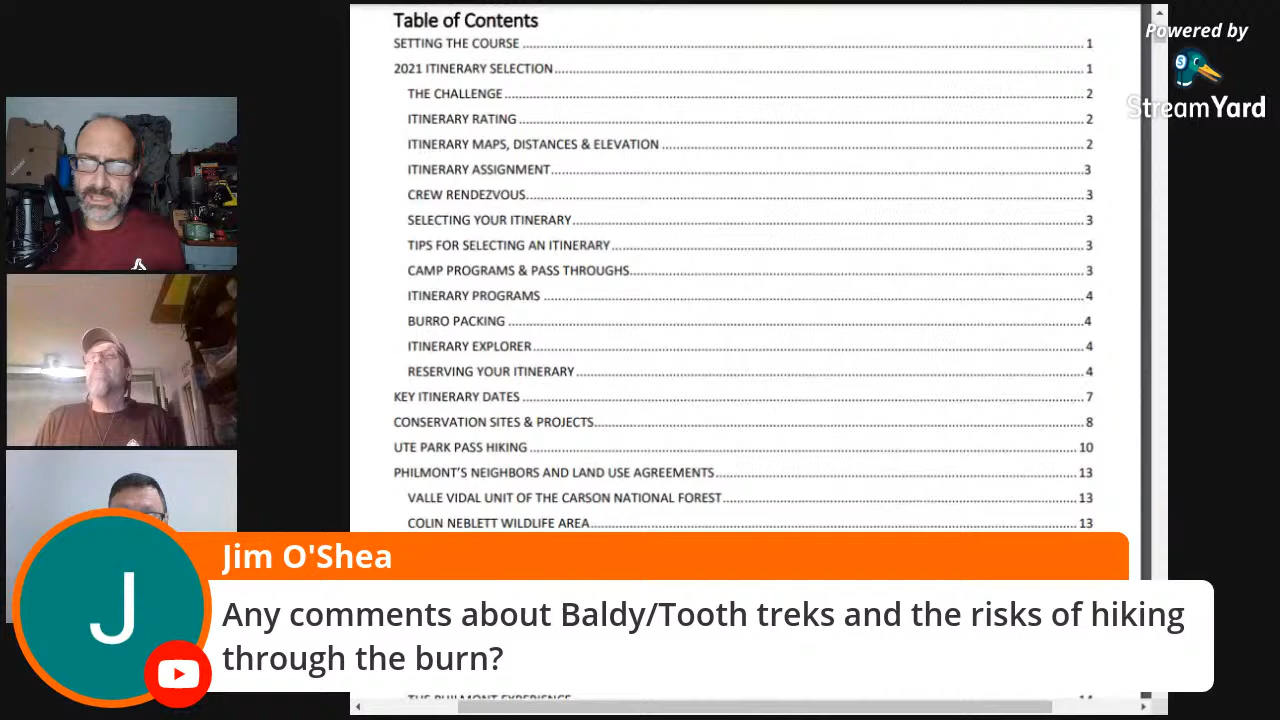 Table of Contents
SETTING THE COURSE ........ 1
2021 ITINERARY SELECTION ........ 1
THE CHALLENGE ........ 2
ITINERARY RATING ........ 2
ITINERARY MAPS, DISTANCES & ELEVATION ........ 2
ITINERARY ASSIGNMENT ........ 3
CREW RENDEZVOUS ........ 3
SELECTING YOUR ITINERARY ........ 3
TIPS FOR SELECTING AN ITINERARY ........ 3
CAMP PROGRAMS & PASS THROUGHS ........ 3
ITINERARY PROGRAMS ........ 4
BURRO PACKING ........ 4
ITINERARY EXPLORER ........ 4
RESERVING YOUR ITINERARY ........ 4
KEY ITINERARY DATES ........ 7
CONSERVATION SITES & PROJECTS ........ 8
UTE PARK PASS HIKING ........ 10
PHILMONT'S NEIGHBORS AND LAND USE AGREEMENTS ........ 13
VALLE VIDAL UNIT OF THE CARSON NATIONAL FOREST ........ 13
COLIN NEBLETT WILDLIFE AREA ........ 13
Powered by
StreamYard
J
Jim O'Shea
Any comments about Baldy/Tooth treks and the risks of hiking
through the burn?
THE PHILMONT EXPERIENCE ........ 14